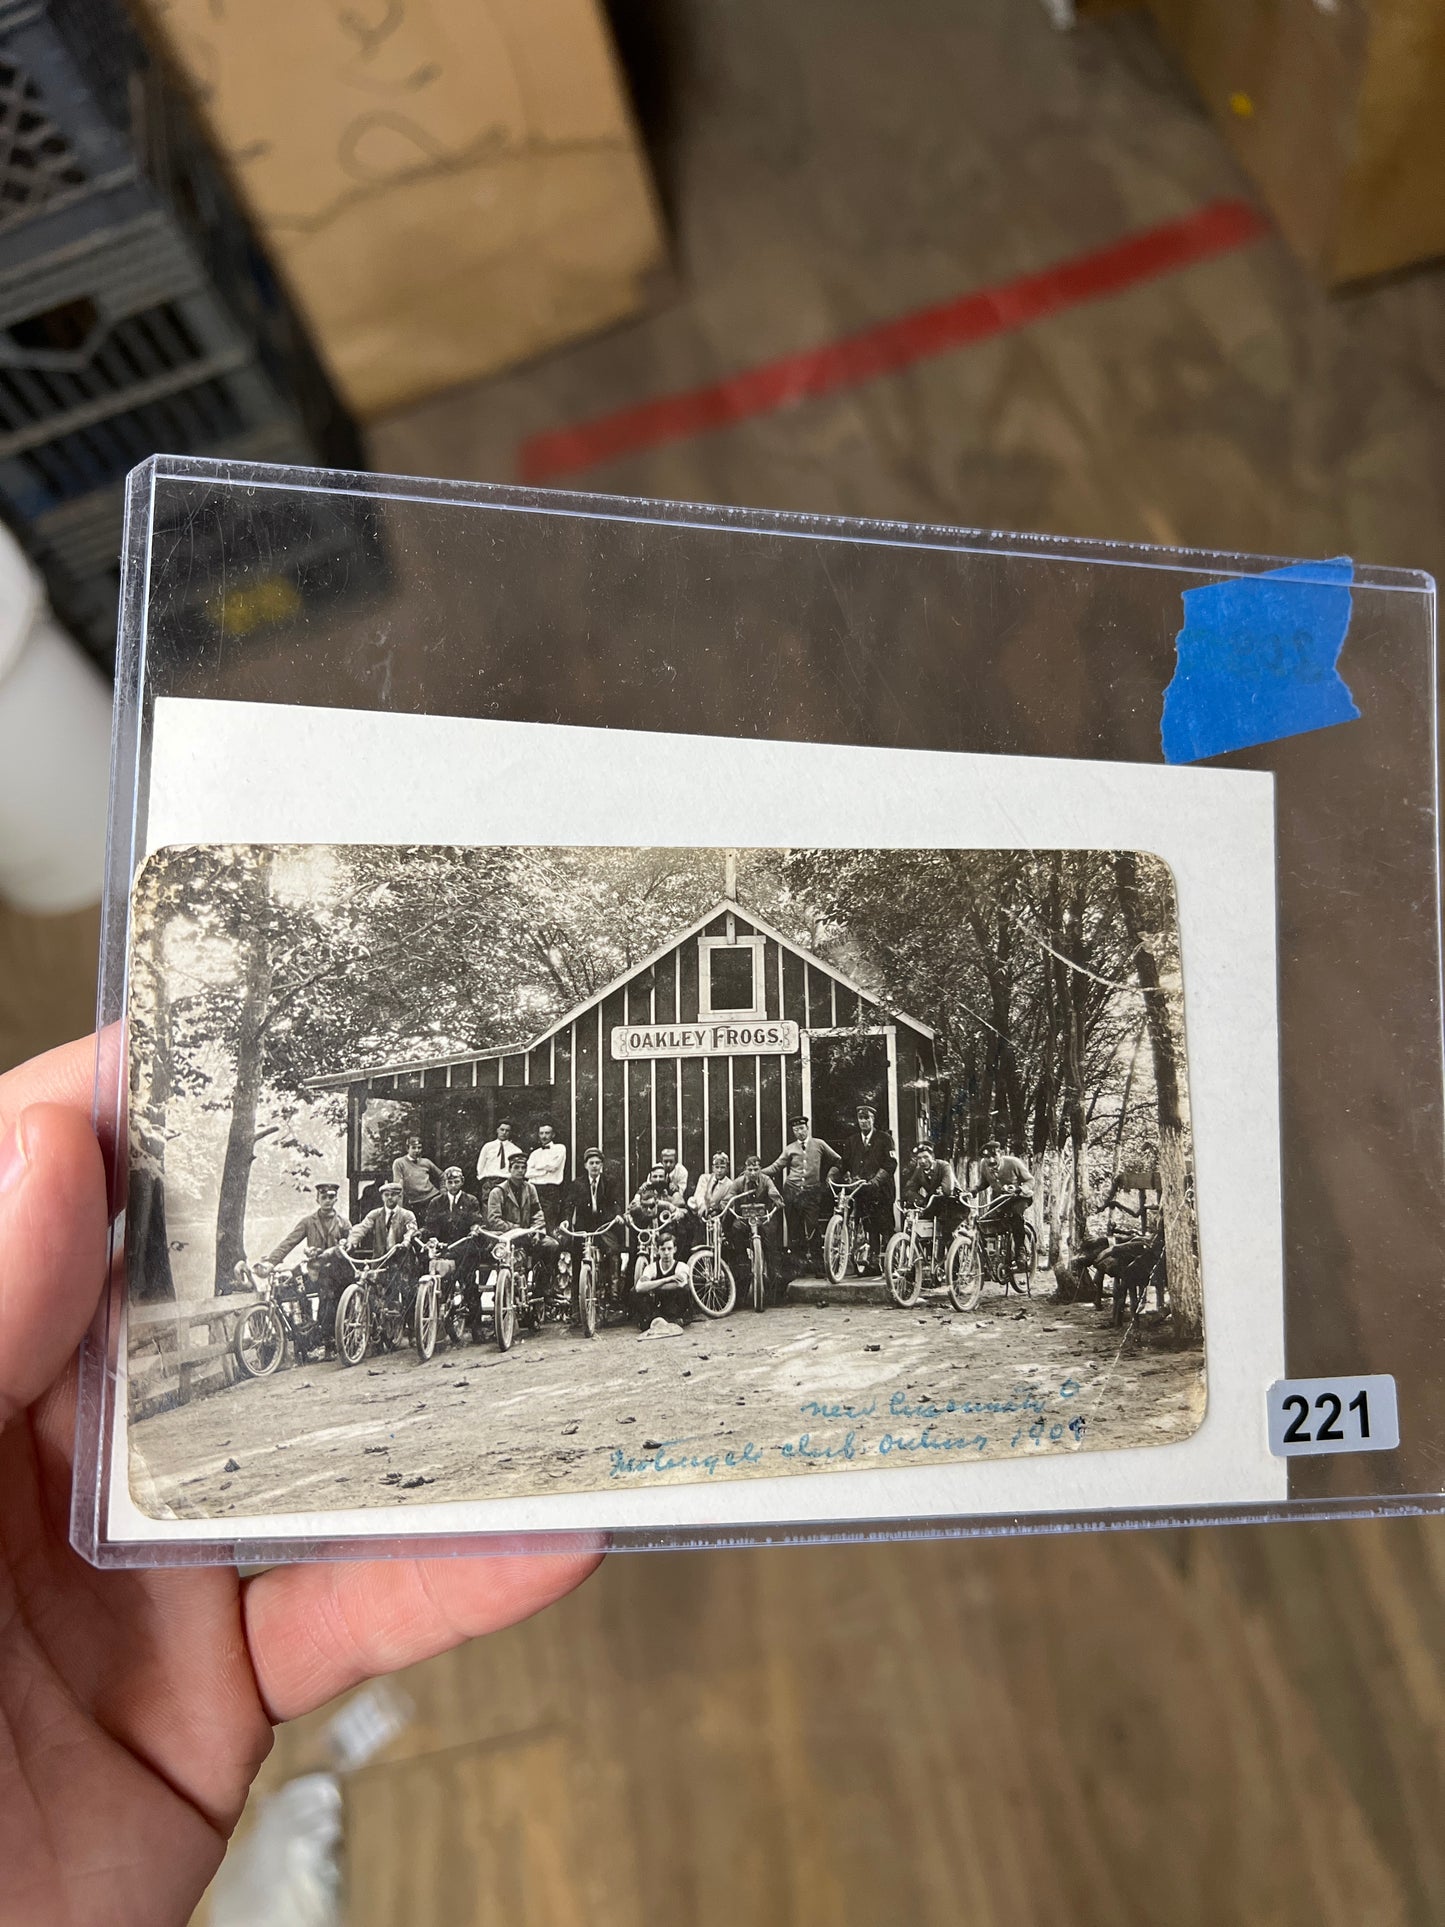 OAKLEY FROGS.
near Cincinnati O
Motorcycle club outing 1909
221